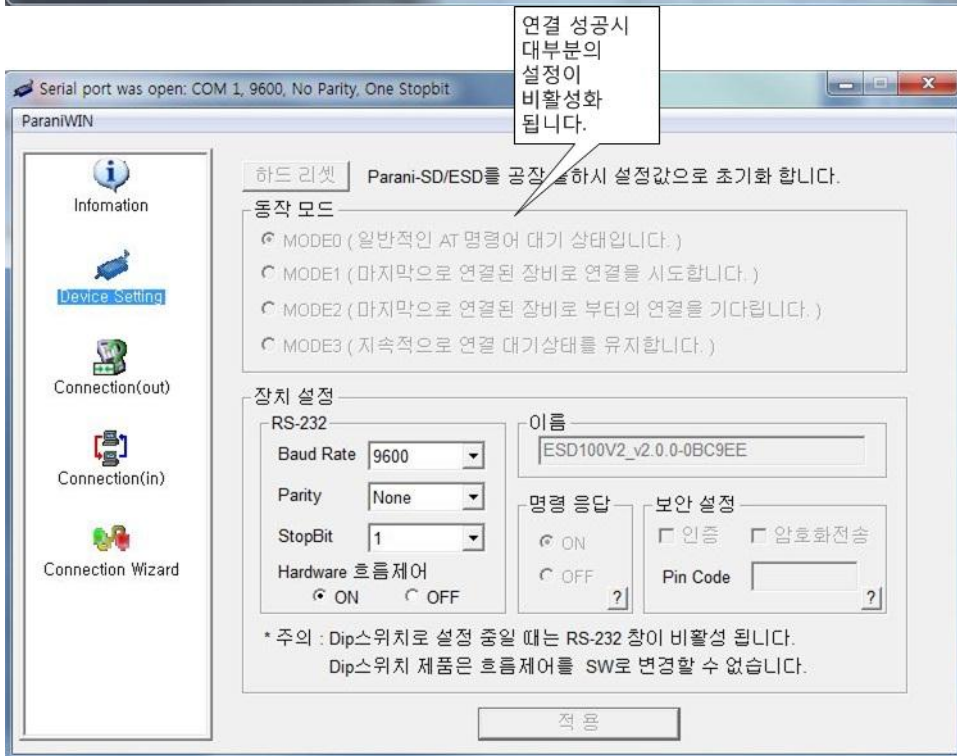 연결 성공시
대부분의
설정이
비활성화
됩니다.
Serial port was open: COM 1, 9600, No Parity, One Stopbit
ParaniWIN
Infomation
Device Setting
Connection(out)
Connection(in)
Connection Wizard
하드 리셋 Parani-SD/ESD를 공장 출하시 설정값으로 초기화 합니다.
동작 모드
MODE0 ( 일반적인 AT 명령어 대기 상태입니다. )
MODE1 ( 마지막으로 연결된 장비로 연결을 시도합니다. )
MODE2 ( 마지막으로 연결된 장비로 부터의 연결을 기다립니다. )
MODE3 ( 지속적으로 연결 대기상태를 유지합니다. )
장치 설정
RS-232
Baud Rate 9600
Parity None
StopBit 1
Hardware 흐름제어
ON OFF
이름
ESD100V2_v2.0.0-0BC9EE
명령 응답
ON
OFF
?
보안 설정
인증 암호화전송
Pin Code
?
* 주의 : Dip스위치로 설정 중일 때는 RS-232 창이 비활성 됩니다.
Dip스위치 제품은 흐름제어를 SW로 변경할 수 없습니다.
적 용